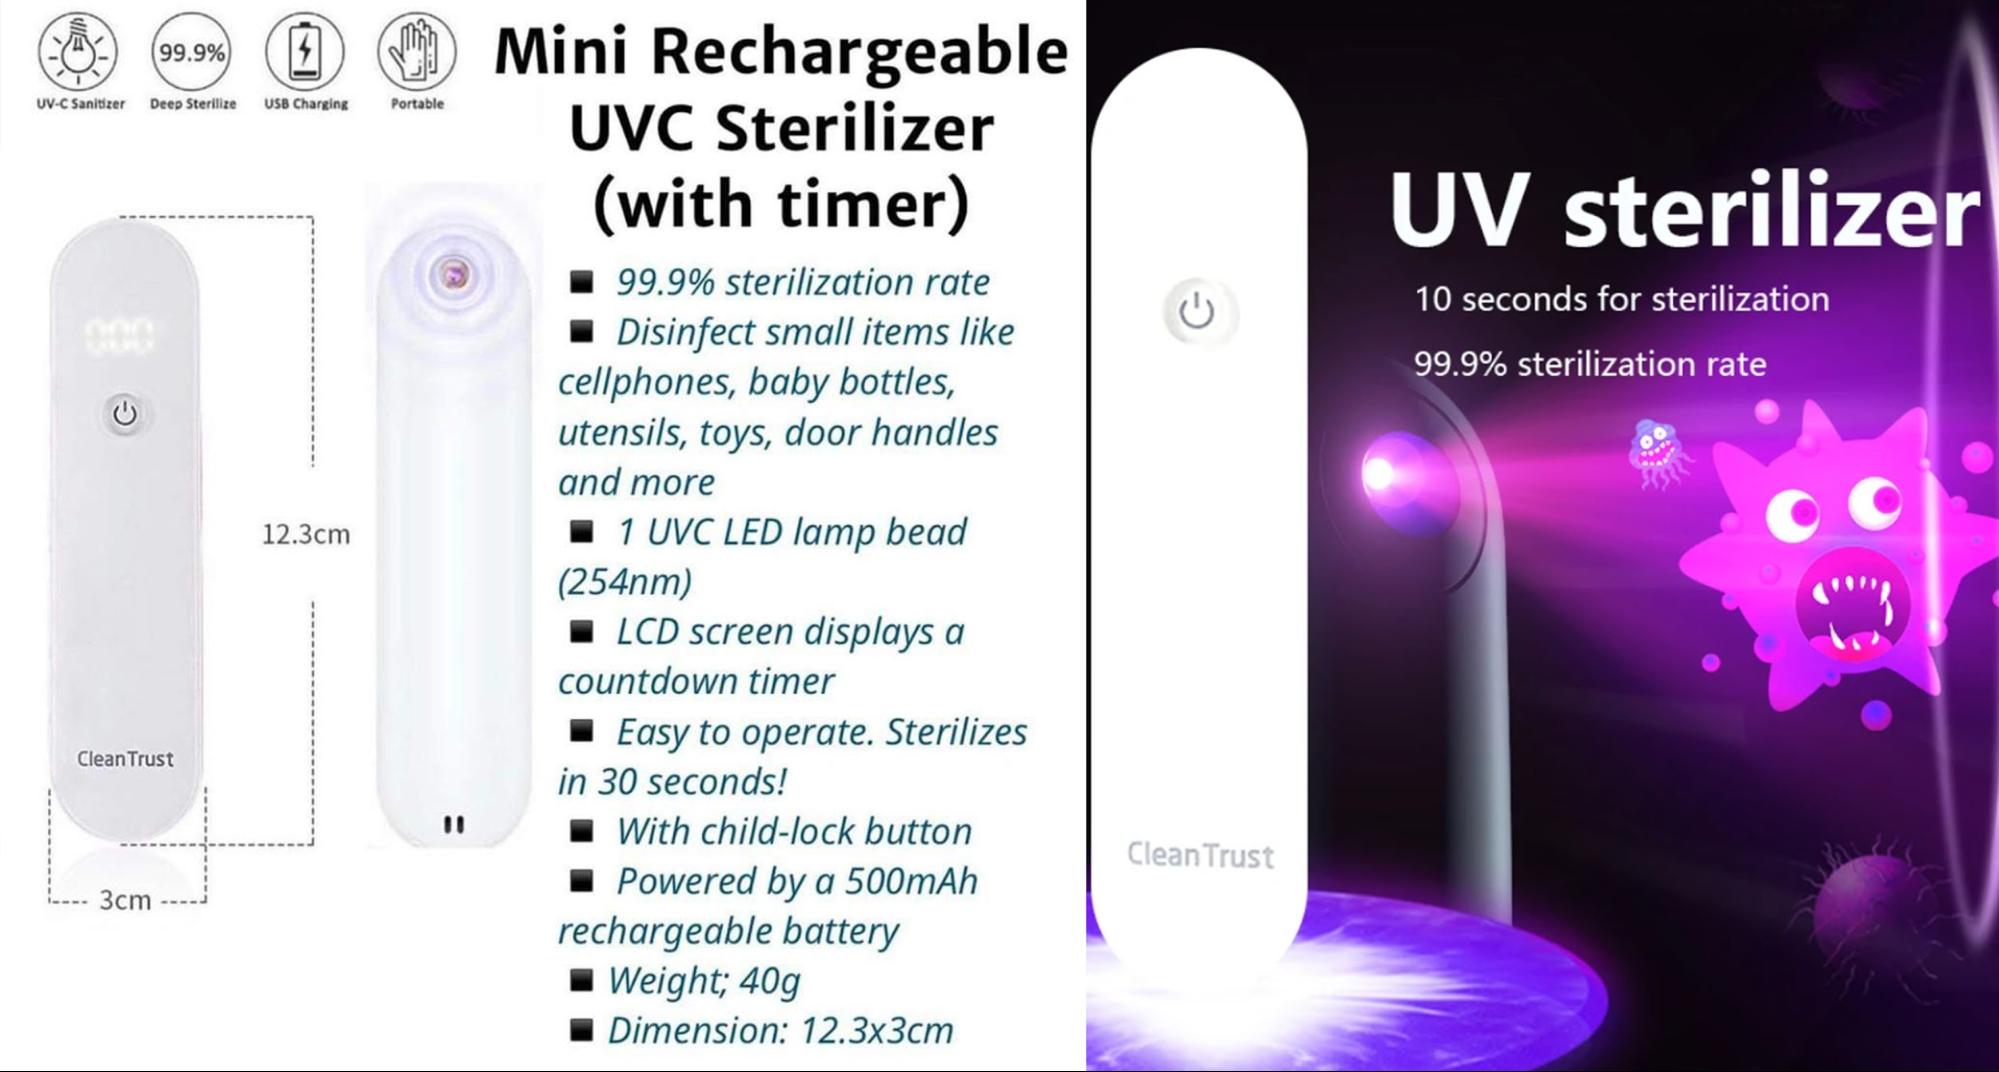 UV-C Sanitizer
99.9%
Deep Sterilize
USB Charging
Portable
Mini Rechargeable
UVC Sterilizer
(with timer)
000
CleanTrust
12.3cm
3cm
■ 99.9% sterilization rate
■ Disinfect small items like
cellphones, baby bottles,
utensils, toys, door handles
and more
■ 1 UVC LED lamp bead
(254nm)
■ LCD screen displays a
countdown timer
■ Easy to operate. Sterilizes
in 30 seconds!
■ With child-lock button
■ Powered by a 500mAh
rechargeable battery
■ Weight; 40g
■ Dimension: 12.3x3cm
UV sterilizer
10 seconds for sterilization
99.9% sterilization rate
CleanTrust